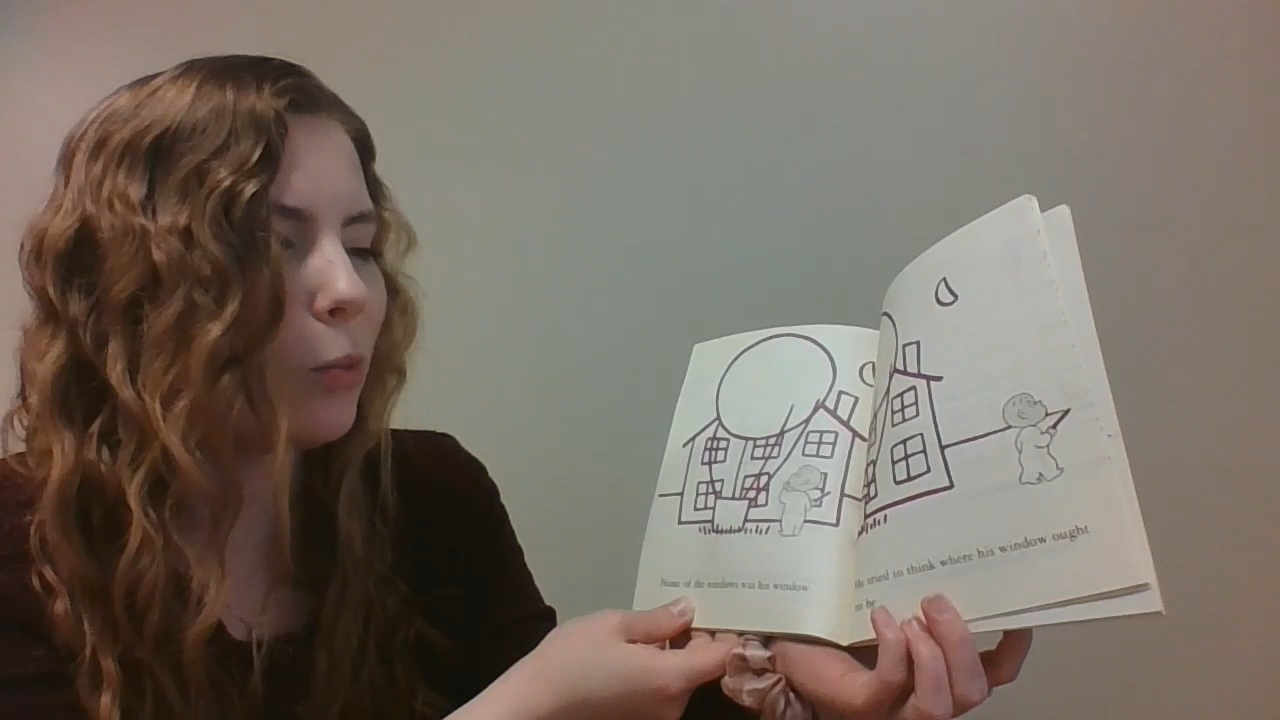 None of the windows was his window
He tried to think where his window ought
to be